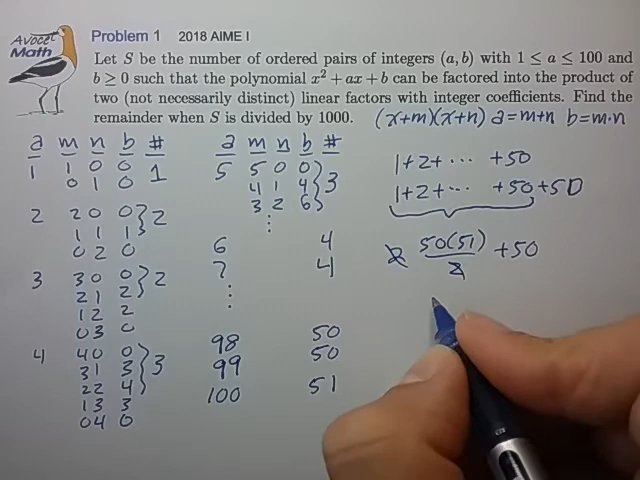 Avocet
Math
Problem 1 2018 AIME I
Let S be the number of ordered pairs of integers (a, b) with 1 ≤ a ≤ 100 and
b ≥ 0 such that the polynomial x² + ax + b can be factored into the product of
two (not necessarily distinct) linear factors with integer coefficients. Find the
remainder when S is divided by 1000. (x+m)(x+n) a=m+n b=m·n
a m n b #
1 1 0 0 1
0 1 0
2 2 0 0 } 2
1 1 1
0 2 0
3 3 0 0 } 2
2 1 2
1 2 2
0 3 0
4 4 0 0 } 3
3 1 3
2 2 4
1 3 3
0 4 0
a m n b #
5 5 0 0 } 3
4 1 4
3 2 6
⋮
6 4
7 4
⋮
98 50
99 50
100 51
1+2+··· +50
1+2+··· +50+50
2 50(51)/2 +50